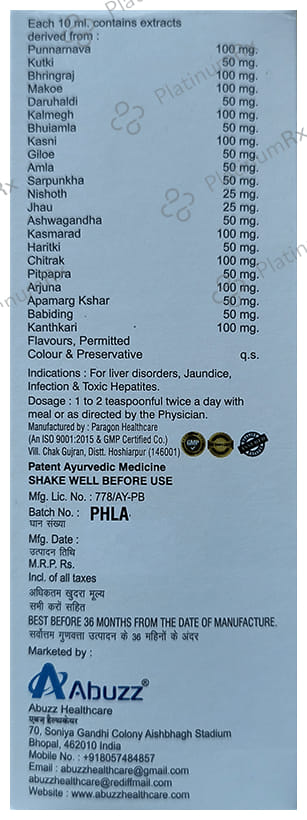 Each 10 ml. contains extracts
derived from :
Punnarnava 100 mg.
Kutki 50 mg.
Bhringraj 100 mg.
Makoe 100 mg.
Daruhaldi 50 mg.
Kalmegh 100 mg.
Bhuiamla 50 mg.
Kasni 100 mg.
Giloe 50 mg.
Amla 50 mg.
Sarpunkha 50 mg.
Nishoth 25 mg.
Jhau 25 mg.
Ashwagandha 50 mg.
Kasmarad 100 mg.
Haritki 50 mg.
Chitrak 100 mg.
Pitpapra 50 mg.
Arjuna 100 mg.
Apamarg Kshar 50 mg.
Babiding 50 mg.
Kanthkari 100 mg.
Flavours, Permitted
Colour & Preservative q.s.
Indications : For liver disorders, Jaundice,
Infection & Toxic Hepatites.
Dosage : 1 to 2 teaspoonful twice a day with
meal or as directed by the Physician.
Manufactured by : Paragon Healthcare
(An ISO 9001:2015 & GMP Certified Co.)
Vill. Chak Gujran, Distt. Hoshiarpur (146001)
GMP
Patent Ayurvedic Medicine
SHAKE WELL BEFORE USE
Mfg. Lic. No. : 778/AY-PB
Batch No. : PHLA
घान संख्या
Mfg. Date :
उत्पादन तिथि
M.R.P. Rs.
Incl. of all taxes
अधिकतम खुदरा मूल्य
सभी करों सहित
BEST BEFORE 36 MONTHS FROM THE DATE OF MANUFACTURE.
सर्वोत्तम गुणवत्ता उत्पादन के 36 महिनों के अंदर
Marketed by :
Abuzz®
Abuzz Healthcare
एबज़ हैल्थकेयर
70, Soniya Gandhi Colony Aishbhagh Stadium
Bhopal, 462010 India
Mobile No. : +918057484857
Email : abuzzhealthcare@gmail.com
abuzzhealthcare@rediffmail.com
Website : www.abuzzhealthcare.com
PlatinumRx
PlatinumRx